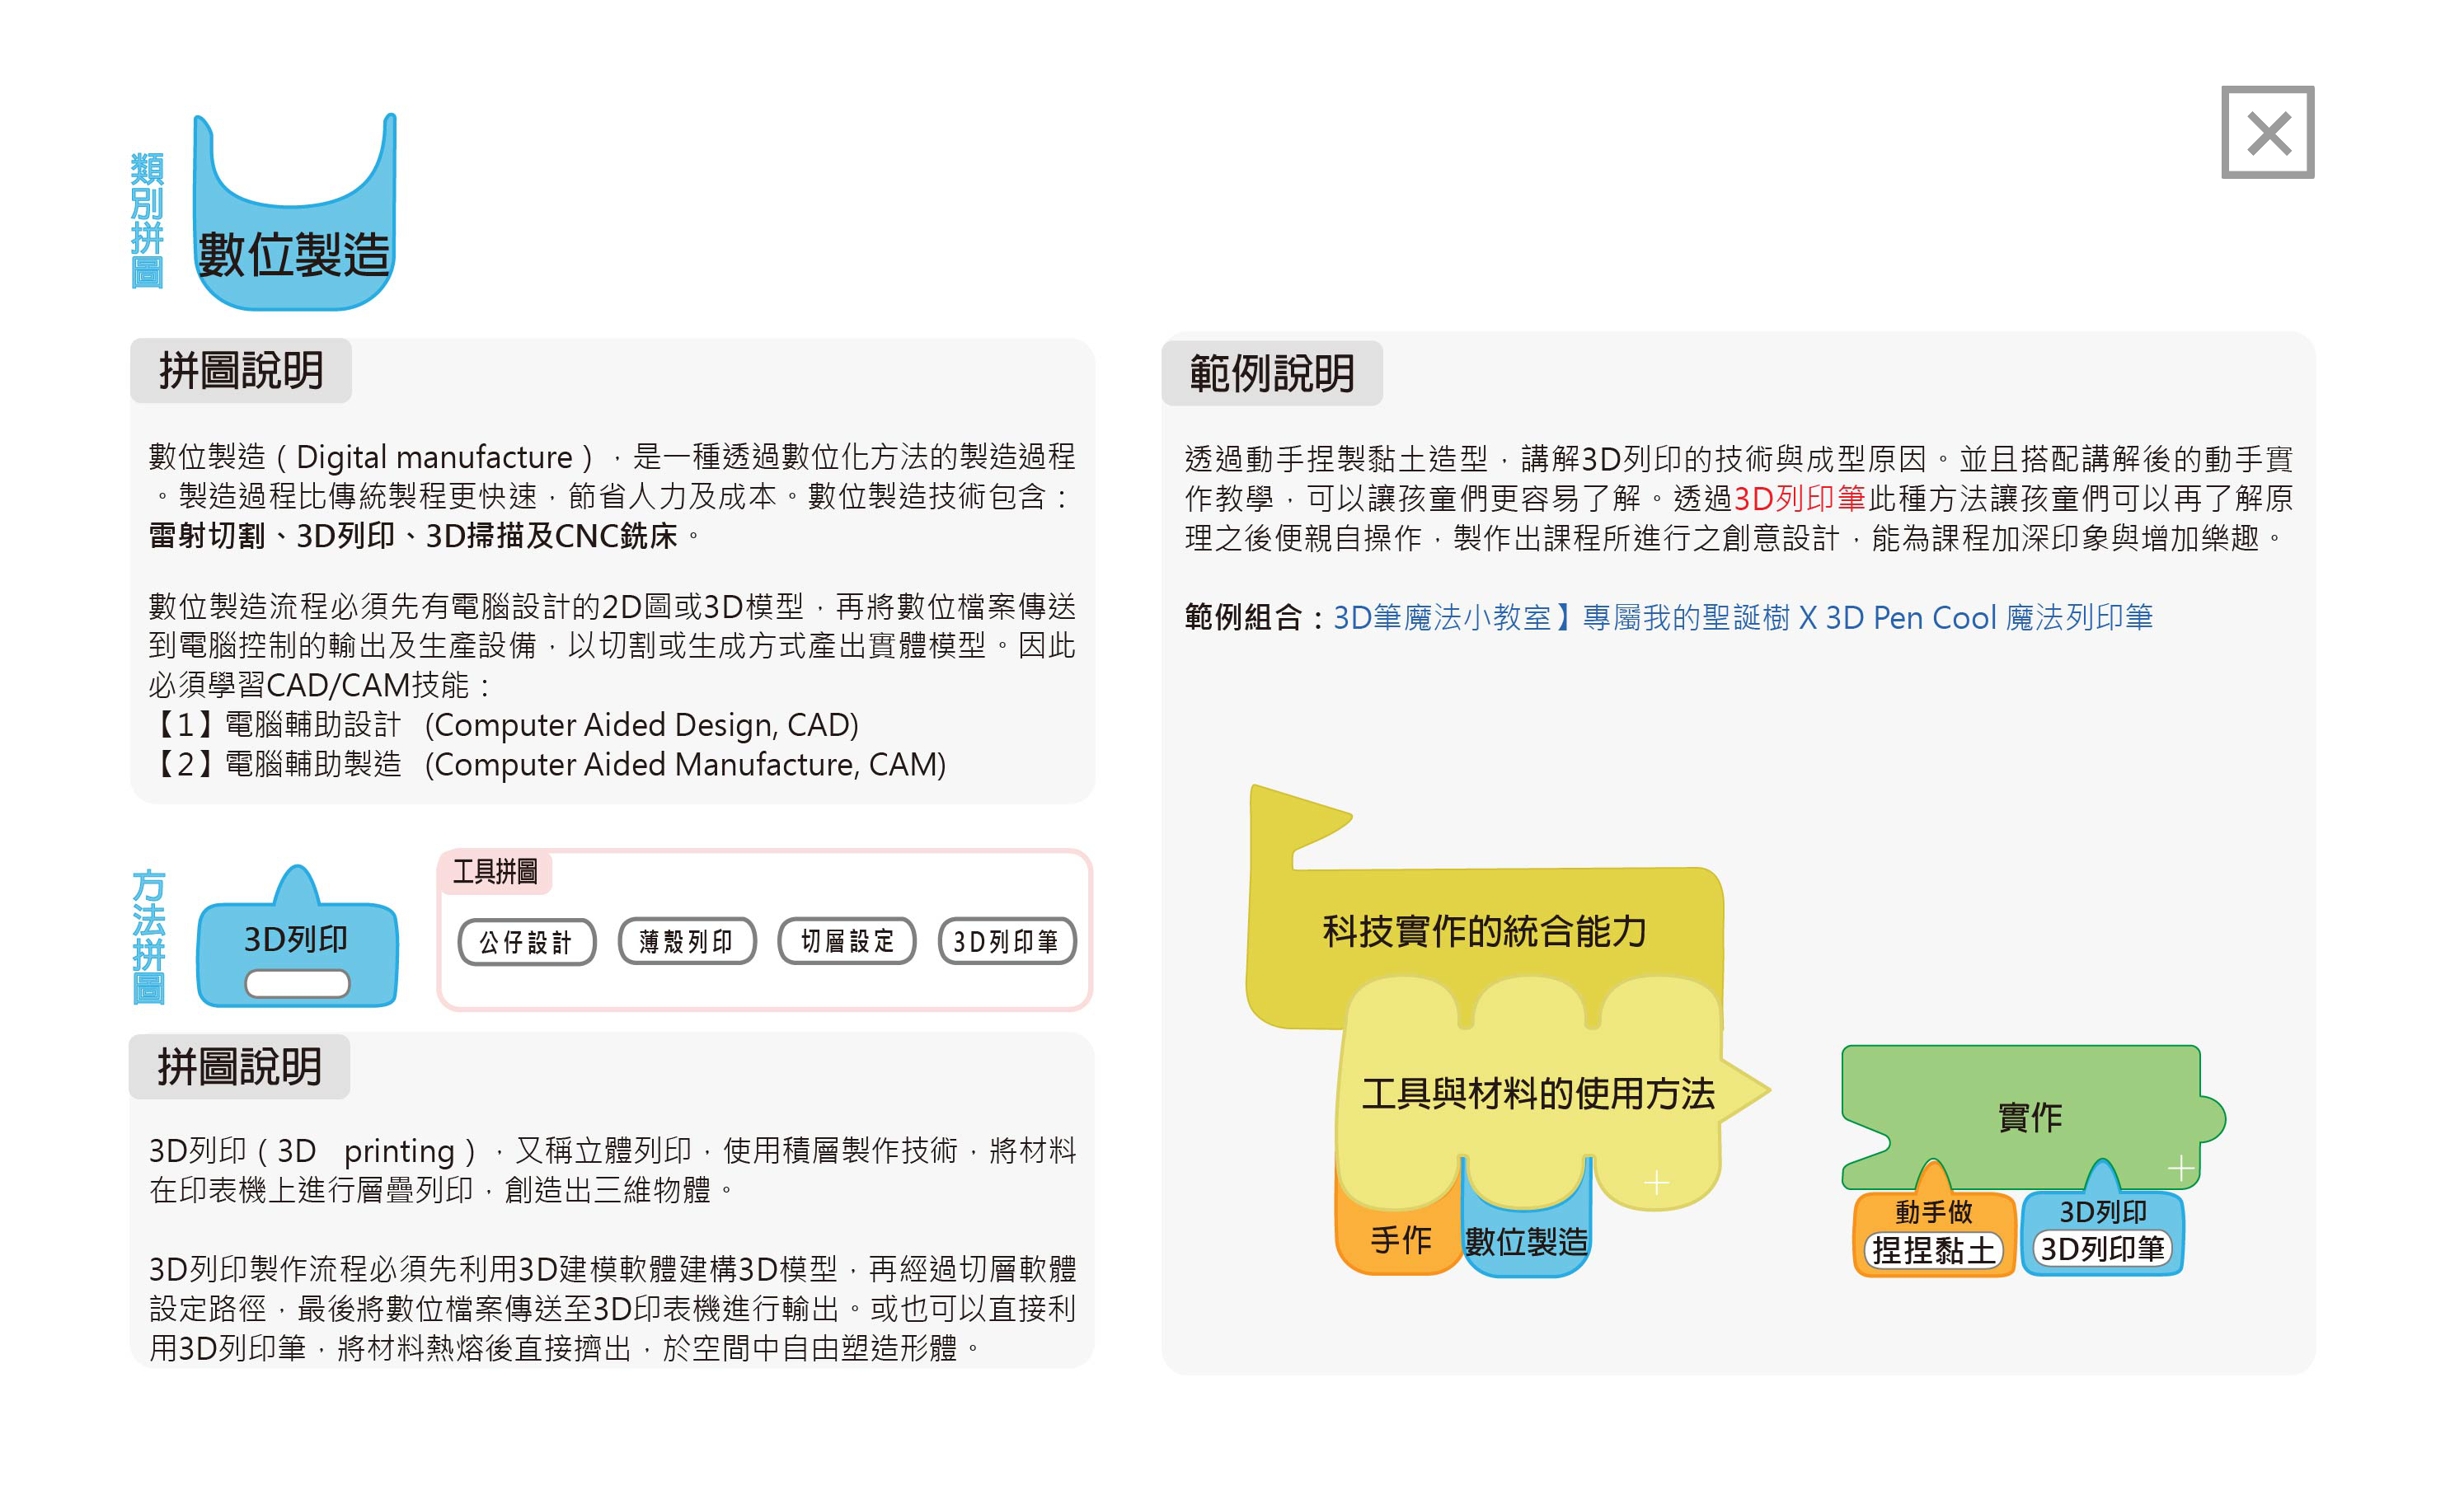 類別拼圖
數位製造
拼圖說明
數位製造（Digital manufacture），是一種透過數位化方法的製造過程
。製造過程比傳統製程更快速，節省人力及成本。數位製造技術包含：
雷射切割、3D列印、3D掃描及CNC銑床。
數位製造流程必須先有電腦設計的2D圖或3D模型，再將數位檔案傳送
到電腦控制的輸出及生產設備，以切割或生成方式產出實體模型。因此
必須學習CAD/CAM技能：
【1】電腦輔助設計 (Computer Aided Design, CAD)
【2】電腦輔助製造 (Computer Aided Manufacture, CAM)
方法拼圖
3D列印
工具拼圖
公仔設計 薄殼列印 切層設定 3D列印筆
拼圖說明
3D列印（3D printing），又稱立體列印，使用積層製作技術，將材料
在印表機上進行層疊列印，創造出三維物體。
3D列印製作流程必須先利用3D建模軟體建構3D模型，再經過切層軟體
設定路徑，最後將數位檔案傳送至3D印表機進行輸出。或也可以直接利
用3D列印筆，將材料熱熔後直接擠出，於空間中自由塑造形體。
範例說明
透過動手捏製黏土造型，講解3D列印的技術與成型原因。並且搭配講解後的動手實
作教學，可以讓孩童們更容易了解。透過3D列印筆此種方法讓孩童們可以再了解原
理之後便親自操作，製作出課程所進行之創意設計，能為課程加深印象與增加樂趣。
範例組合：3D筆魔法小教室】專屬我的聖誕樹 X 3D Pen Cool 魔法列印筆
科技實作的統合能力
工具與材料的使用方法
手作
數位製造
實作
動手做
捏捏黏土
3D列印
3D列印筆